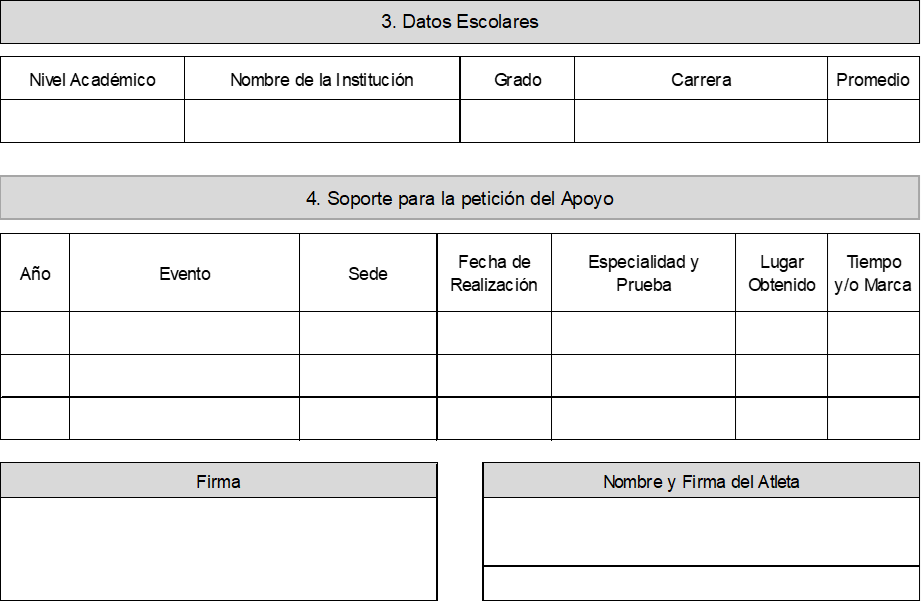 3. Datos Escolares
Nivel Académico Nombre de la Institución Grado Carrera Promedio
4. Soporte para la petición del Apoyo
Año Evento Sede Fecha de Realización Especialidad y Prueba Lugar Obtenido Tiempo y/o Marca
Firma Nombre y Firma del Atleta